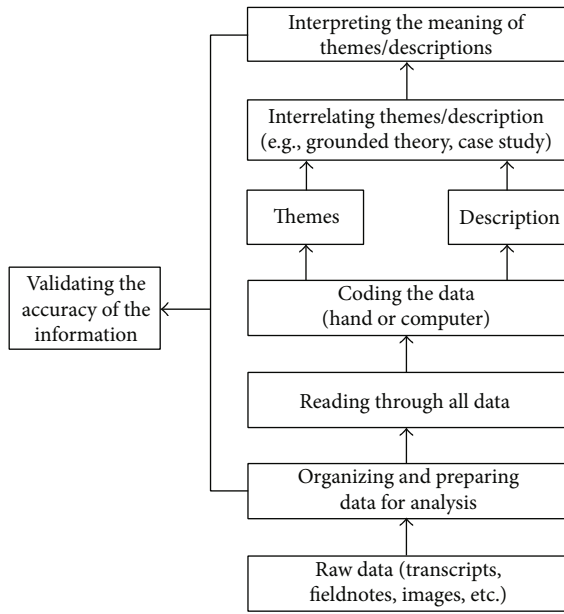 Interpreting the meaning of
themes/descriptions
Interrelating themes/description
(e.g., grounded theory, case study)
Themes
Description
Validating the
accuracy of the
information
Coding the data
(hand or computer)
Reading through all data
Organizing and preparing
data for analysis
Raw data (transcripts,
fieldnotes, images, etc.)